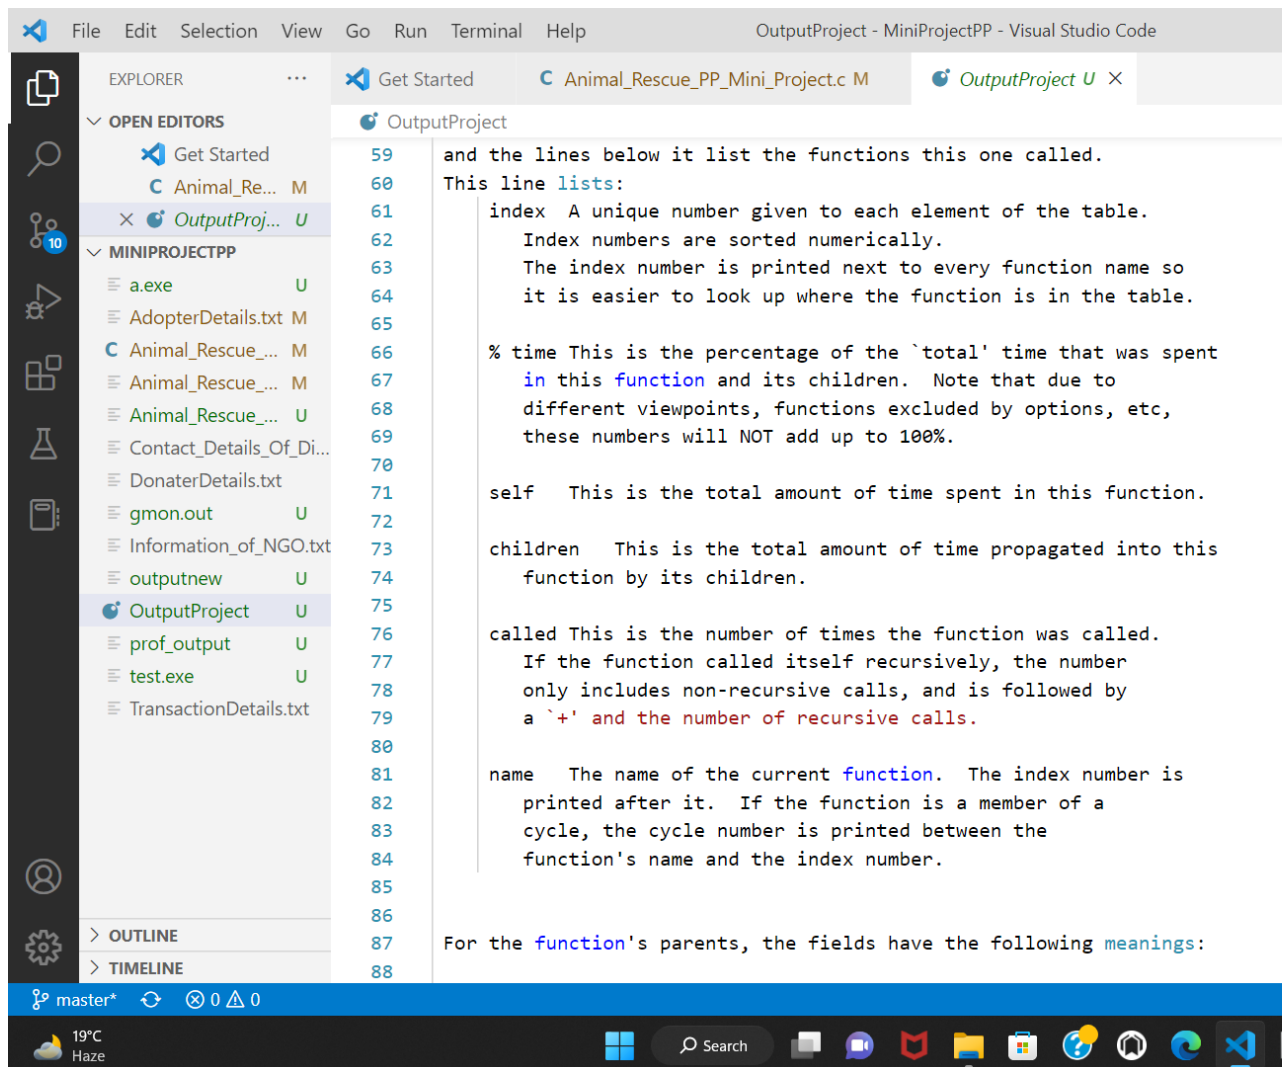 File Edit Selection View Go Run Terminal Help OutputProject - MiniProjectPP - Visual Studio Code
EXPLORER ...
Get Started C Animal_Rescue_PP_Mini_Project.c M OutputProject U
OPEN EDITORS
Get Started
C Animal_Re... M
OutputProj... U
10
MINIPROJECTPP
a.exe U
AdopterDetails.txt M
C Animal_Rescue_... M
Animal_Rescue_... M
Animal_Rescue_... U
Contact_Details_Of_Di...
DonaterDetails.txt
gmon.out U
Information_of_NGO.txt
outputnew U
OutputProject U
prof_output U
test.exe U
TransactionDetails.txt
OUTLINE
TIMELINE
OutputProject
59 and the lines below it list the functions this one called.
60 This line lists:
61 index A unique number given to each element of the table.
62 Index numbers are sorted numerically.
63 The index number is printed next to every function name so
64 it is easier to look up where the function is in the table.
65
66 % time This is the percentage of the `total' time that was spent
67 in this function and its children. Note that due to
68 different viewpoints, functions excluded by options, etc,
69 these numbers will NOT add up to 100%.
70
71 self This is the total amount of time spent in this function.
72
73 children This is the total amount of time propagated into this
74 function by its children.
75
76 called This is the number of times the function was called.
77 If the function called itself recursively, the number
78 only includes non-recursive calls, and is followed by
79 a `+' and the number of recursive calls.
80
81 name The name of the current function. The index number is
82 printed after it. If the function is a member of a
83 cycle, the cycle number is printed between the
84 function's name and the index number.
85
86
87 For the function's parents, the fields have the following meanings:
88
master* 0 0
19°C
Haze
Search